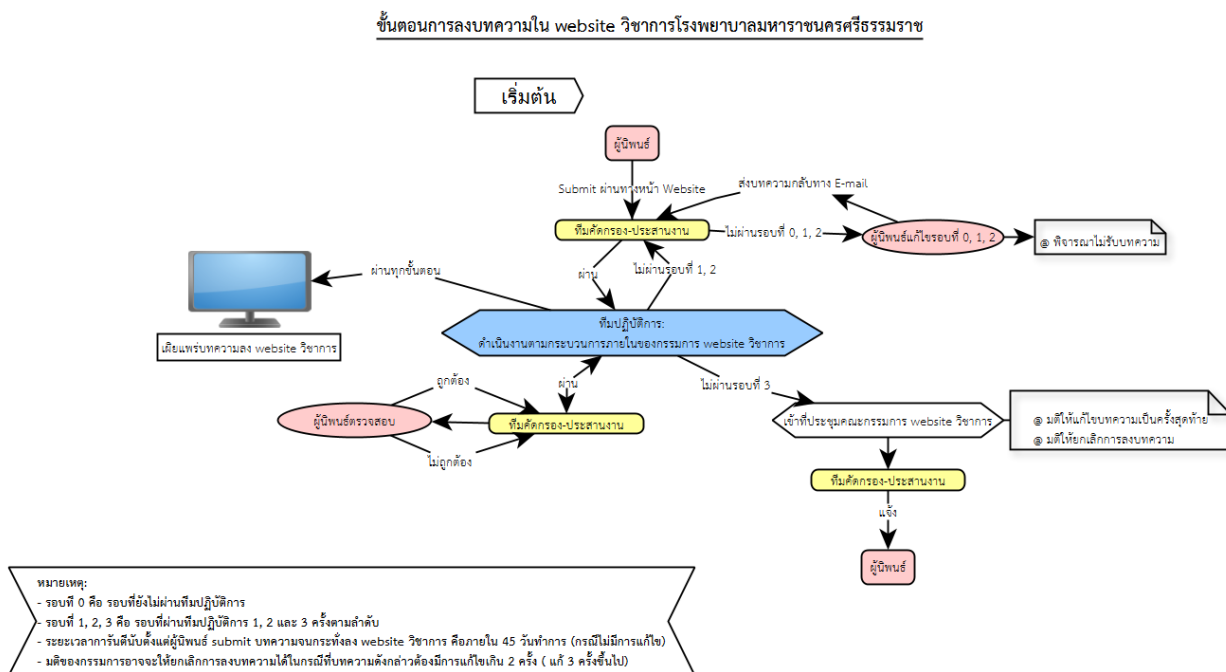 ขั้นตอนการลงบทความใน website วิชาการโรงพยาบาลมหาราชนครศรีธรรมราช
เริ่มต้น
ผู้นิพนธ์
Submit ผ่านทางหน้า Website
ส่งบทความกลับทาง E-mail
ทีมคัดกรอง-ประสานงาน
ไม่ผ่านรอบที่ 0, 1, 2
ผู้นิพนธ์แก้ไขรอบที่ 0, 1, 2
@ พิจารณาไม่รับบทความ
ผ่านทุกขั้นตอน
ผ่าน
ไม่ผ่านรอบที่ 1, 2
ทีมปฏิบัติการ:
ดำเนินงานตามกระบวนการภายในของกรรมการ website วิชาการ
เผิยแพร่บทความลง website วิชาการ
ถูกต้อง
ผ่าน
ไม่ผ่านรอบที่ 3
ผู้นิพนธ์ตรวจสอบ
ทีมคัดกรอง-ประสานงาน
ไม่ถูกต้อง
เข้าที่ประชุมคณะกรรมการ website วิชาการ
@ มติให้แก้ไขบทความเป็นครั้งสุดท้าย
@ มติให้ยกเลิกการลงบทความ
ทีมคัดกรอง-ประสานงาน
แจ้ง
ผู้นิพนธ์
หมายเหตุ:
- รอบที่ 0 คือ รอบที่ยังไม่ผ่านทีมปฏิบัติการ
- รอบที่ 1, 2, 3 คือ รอบที่ผ่านทีมปฏิบัติการ 1, 2 และ 3 ครั้งตามลำดับ
- ระยะเวลาการันตีนับตั้งแต่ผู้นิพนธ์ submit บทความจนกระทั่งลง website วิชาการ คือภายใน 45 วันทำการ (กรณีไม่มีการแก้ไข)
- มติของกรรมการอาจจะให้ยกเลิกการลงบทความได้ในกรณีที่บทความดังกล่าวต้องมีการแก้ไขเกิน 2 ครั้ง ( แก้ 3 ครั้งขึ้นไป)